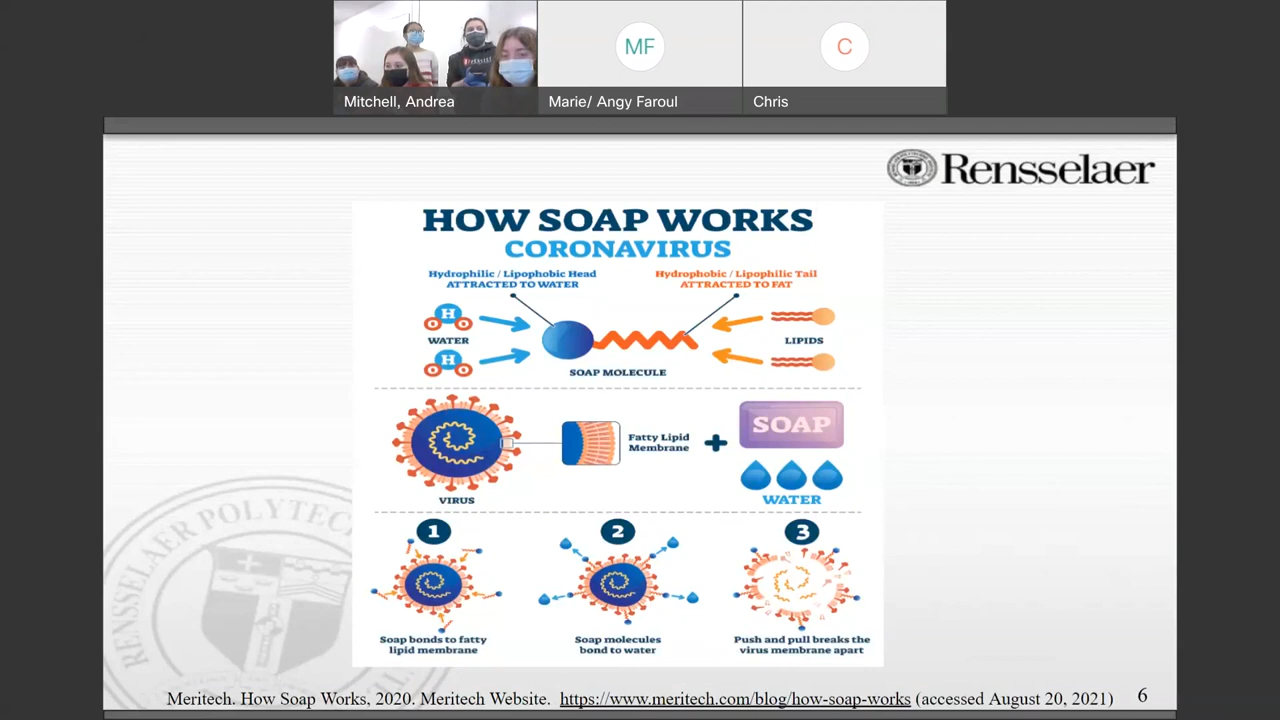 MF
C
Mitchell, Andrea
Marie/ Angy Faroul
Chris
Rensselaer
HOW SOAP WORKS
CORONAVIRUS
Hydrophilic / Lipophobic Head
ATTRACTED TO WATER
Hydrophobic / Lipophilic Tail
ATTRACTED TO FAT
H
WATER
H
LIPIDS
SOAP MOLECULE
Fatty Lipid
Membrane
SOAP
VIRUS
WATER
1
2
3
Soap bonds to fatty
lipid membrane
Soap molecules
bond to water
Push and pull breaks the
virus membrane apart
RENSSELAER POLYTEC
Meritech. How Soap Works, 2020. Meritech Website. https://www.meritech.com/blog/how-soap-works (accessed August 20, 2021)
6